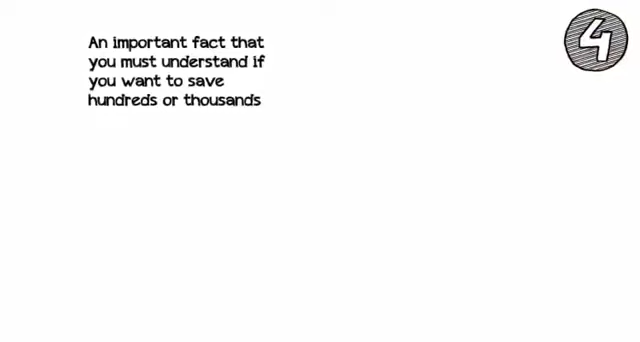 An important fact that
you must understand if
you want to save
hundreds or thousands
4